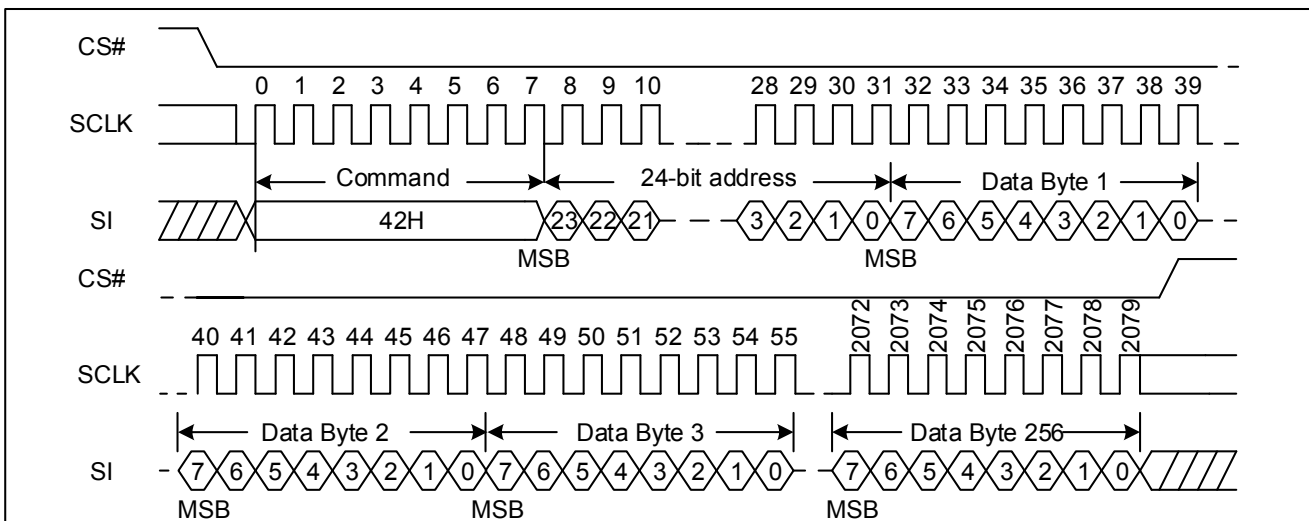 CS#
0 1 2 3 4 5 6 7 8 9 10 28 29 30 31 32 33 34 35 36 37 38 39
SCLK
Command 24-bit address Data Byte 1
SI 42H 23 22 21 3 2 1 0 7 6 5 4 3 2 1 0
MSB MSB
CS#
40 41 42 43 44 45 46 47 48 49 50 51 52 53 54 55 2072 2073 2074 2075 2076 2077 2078 2079
SCLK
Data Byte 2 Data Byte 3 Data Byte 256
SI 7 6 5 4 3 2 1 0 7 6 5 4 3 2 1 0 7 6 5 4 3 2 1 0
MSB MSB MSB